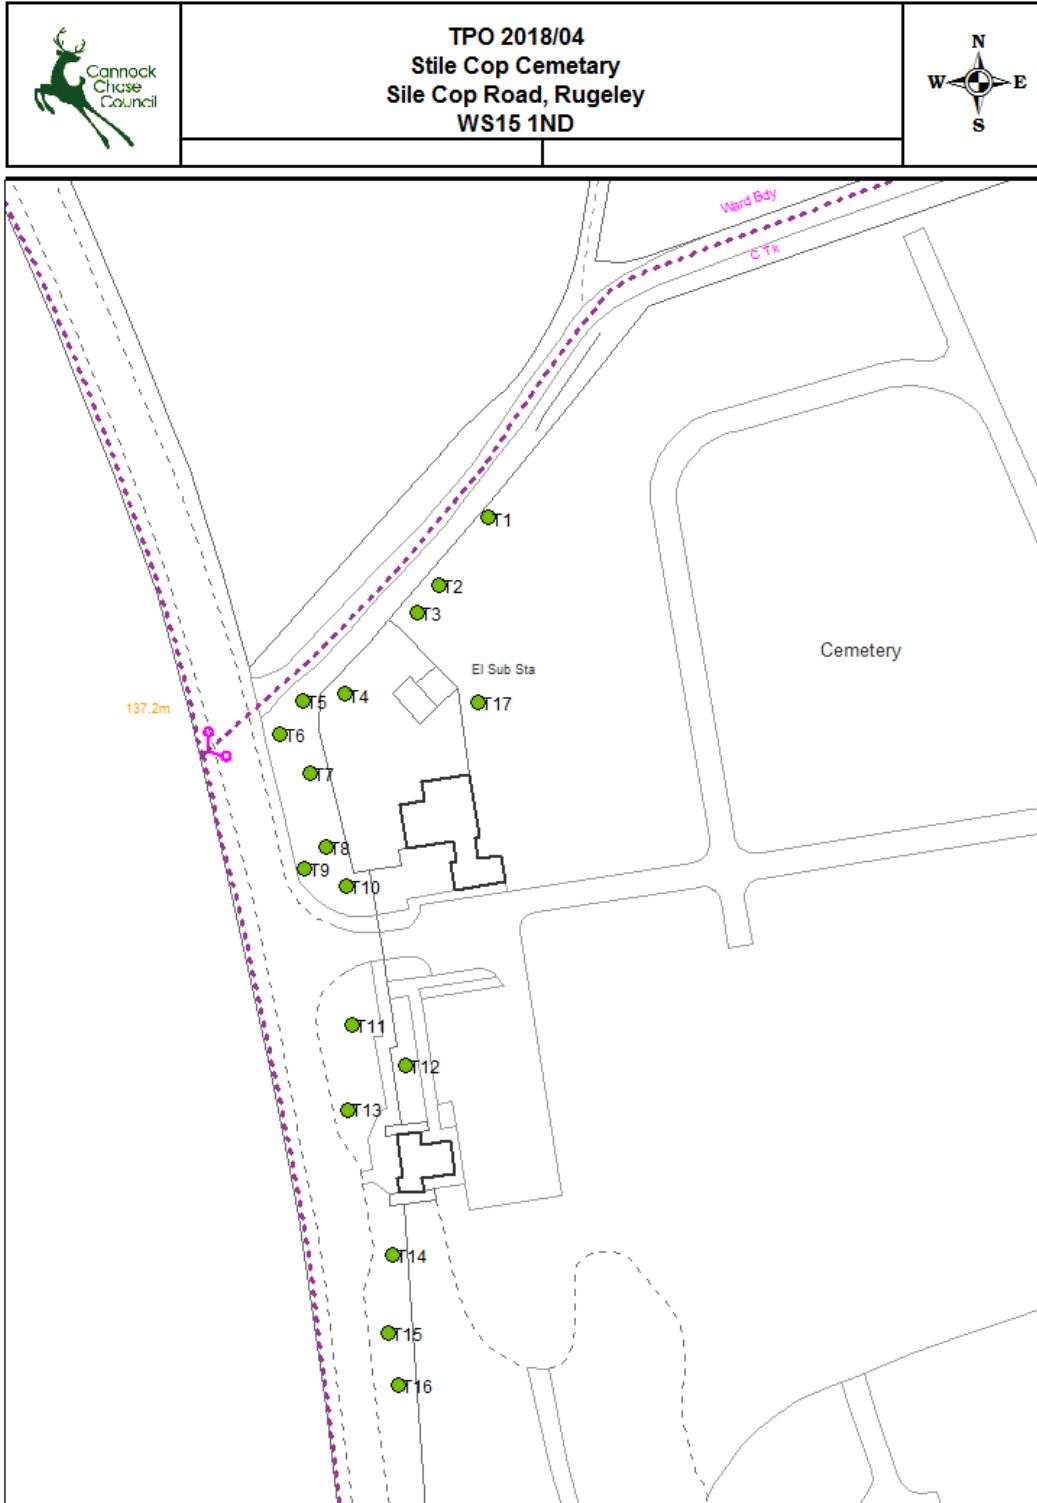 Cannock
Chase
Council
TPO 2018/04
Stile Cop Cemetary
Sile Cop Road, Rugeley
WS15 1ND
N
W E
S
Ward Bdy
C Tk
T1
T2
T3
Cemetery
El Sub Sta
T4
T5
T17
137.2m
T6
T7
T8
T9
T10
T11
T12
T13
T14
T15
T16